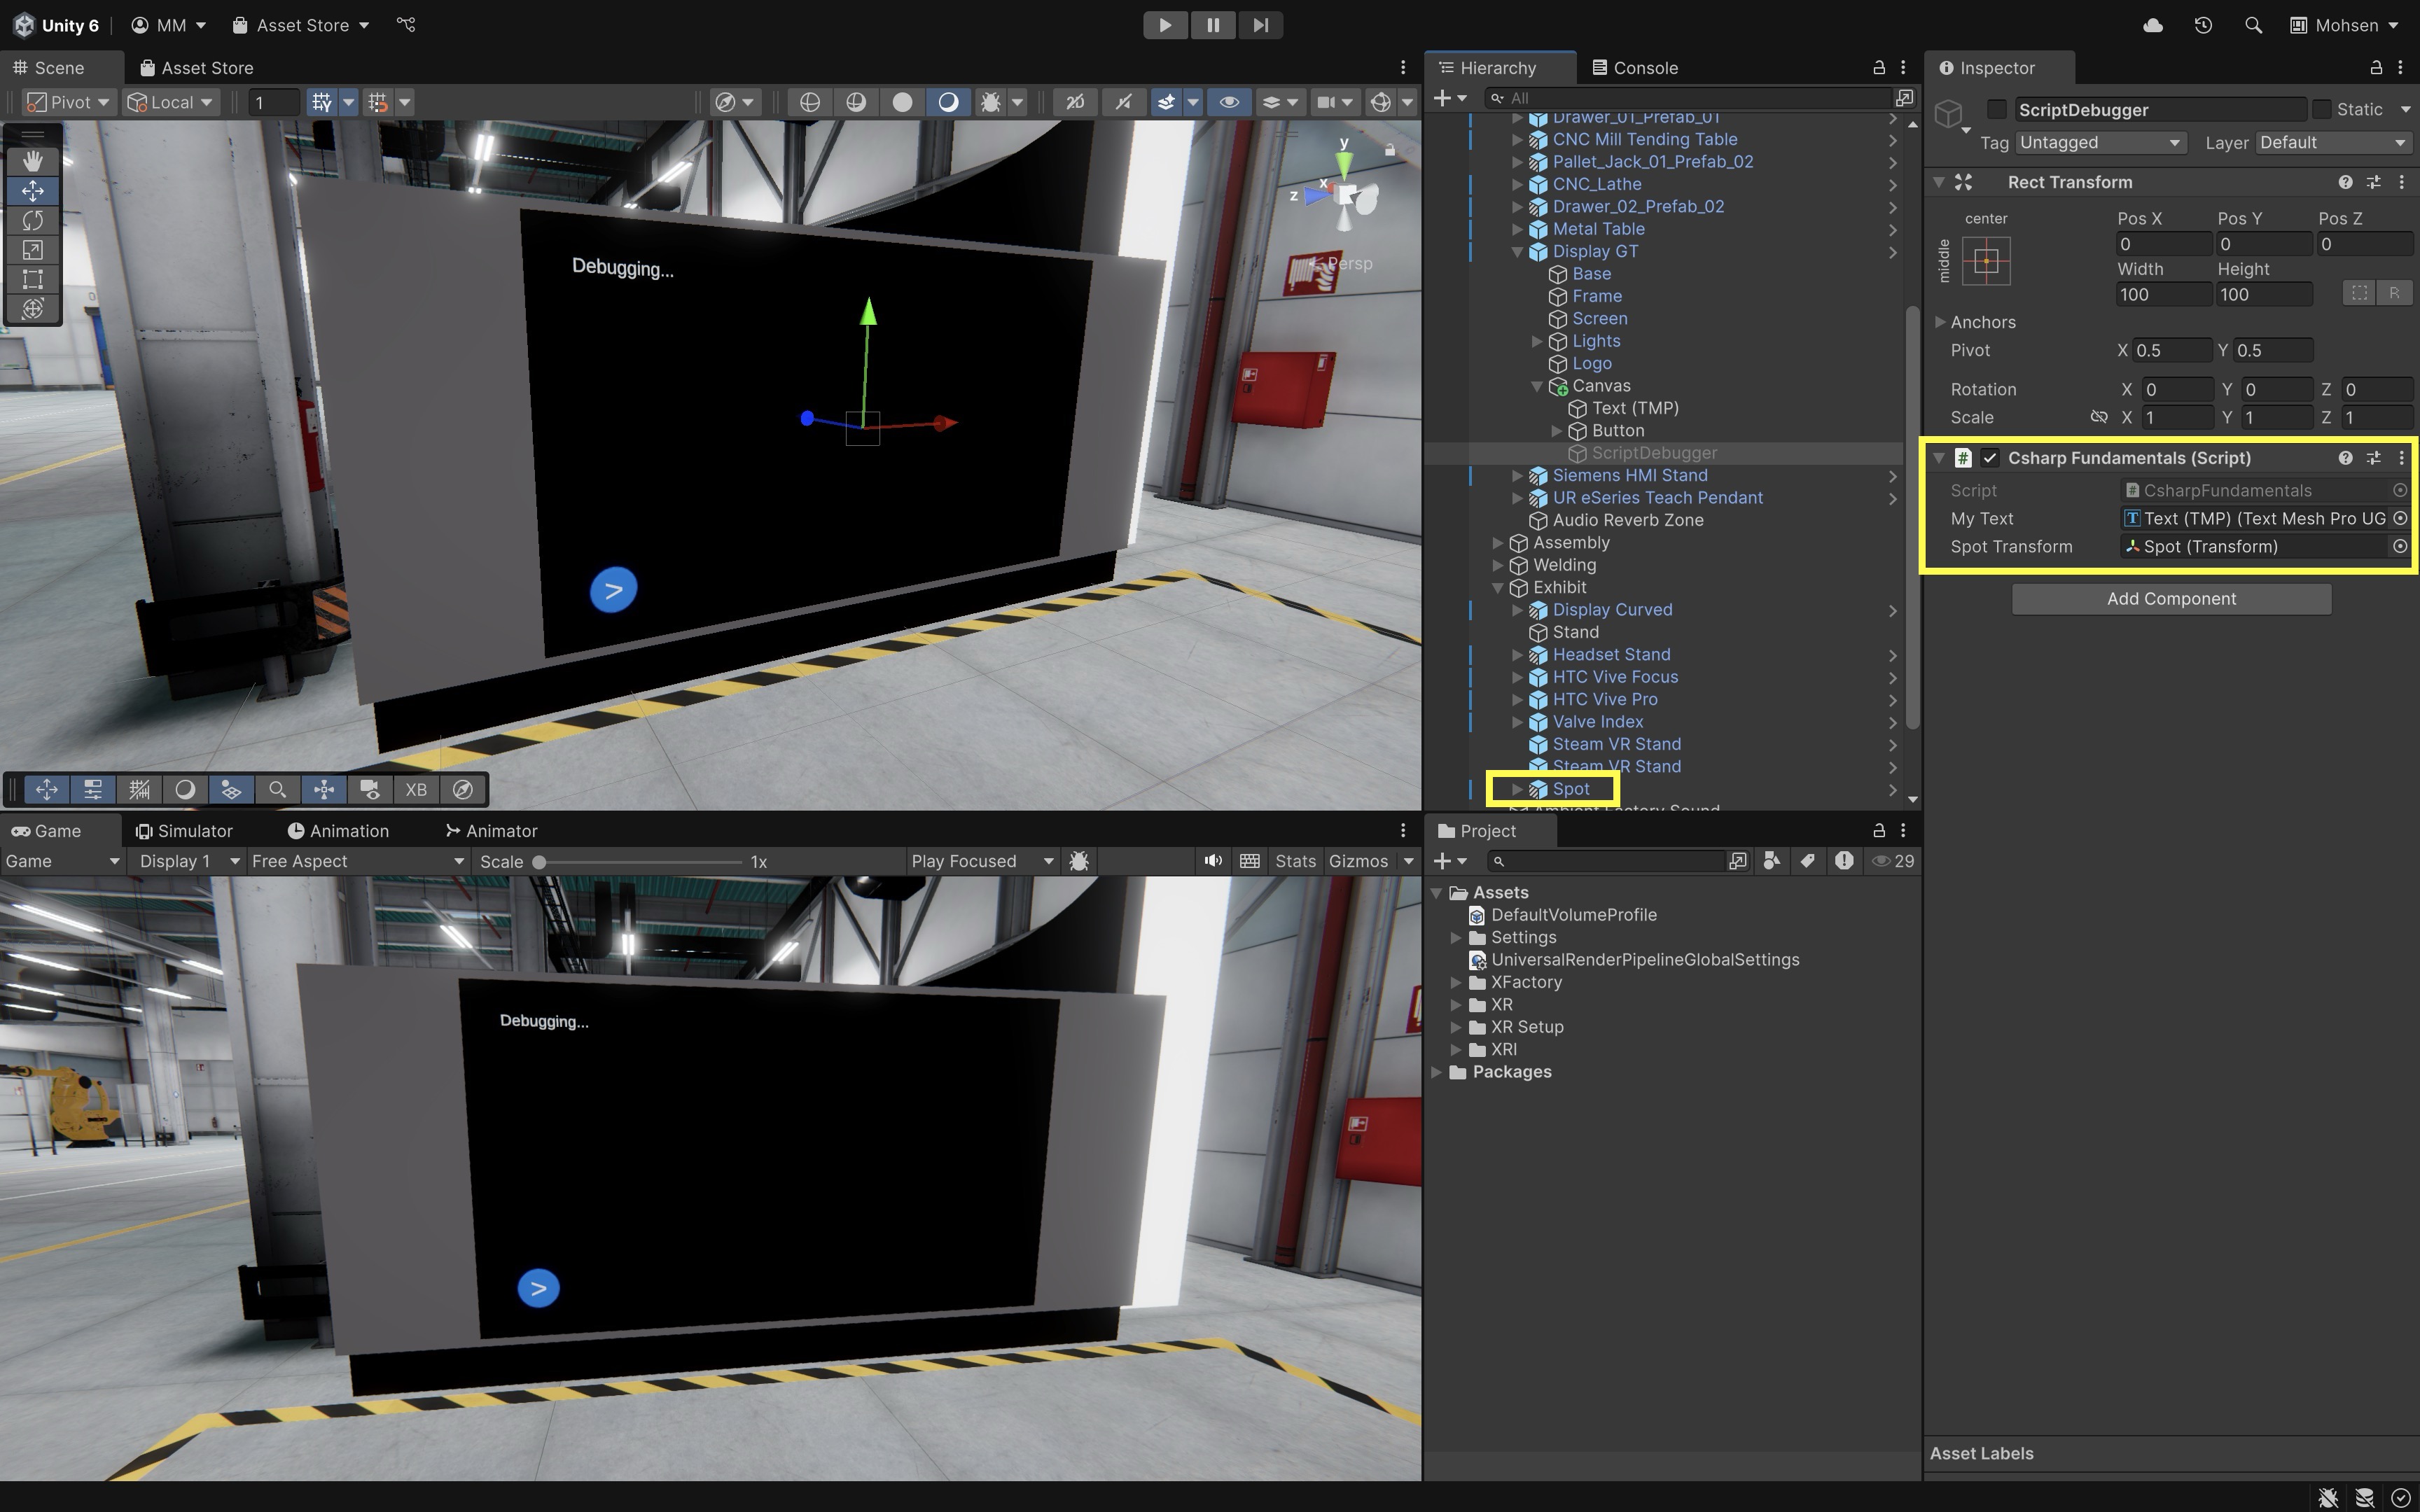 Unity 6 MM Asset Store Mohsen
Scene Asset Store
Pivot Local 1 2D
Debugging...
>
y
x
z
Persp
XB
Hierarchy Console
All
Drawer_01_Prefab_01
CNC Mill Tending Table
Pallet_Jack_01_Prefab_02
CNC_Lathe
Drawer_02_Prefab_02
Metal Table
Display GT
Base
Frame
Screen
Lights
Logo
Canvas
Text (TMP)
Button
ScriptDebugger
Siemens HMI Stand
UR eSeries Teach Pendant
Audio Reverb Zone
Assembly
Welding
Exhibit
Display Curved
Stand
Headset Stand
HTC Vive Focus
HTC Vive Pro
Valve Index
Steam VR Stand
Steam VR Stand
Spot
Ambient Factory Sound
Inspector
ScriptDebugger Static
Tag Untagged Layer Default
Rect Transform
center
middle
Pos X Pos Y Pos Z
0 0 0
Width Height
100 100 R
Anchors
Pivot X 0.5 Y 0.5
Rotation X 0 Y 0 Z 0
Scale X 1 Y 1 Z 1
# Csharp Fundamentals (Script)
Script # CsharpFundamentals
My Text T Text (TMP) (Text Mesh Pro UG
Spot Transform Spot (Transform)
Add Component
Asset Labels
Game Simulator Animation Animator
Game Display 1 Free Aspect Scale 1x Play Focused Stats Gizmos
Debugging...
>
Project
29
Assets
DefaultVolumeProfile
Settings
UniversalRenderPipelineGlobalSettings
XFactory
XR
XR Setup
XRI
Packages